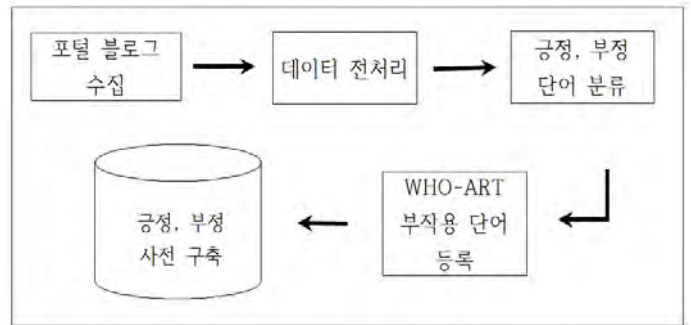 포털 블로그
수집
데이터 전처리
긍정, 부정
단어 분류
WHO-ART
부작용 단어
등록
긍정, 부정
사전 구축